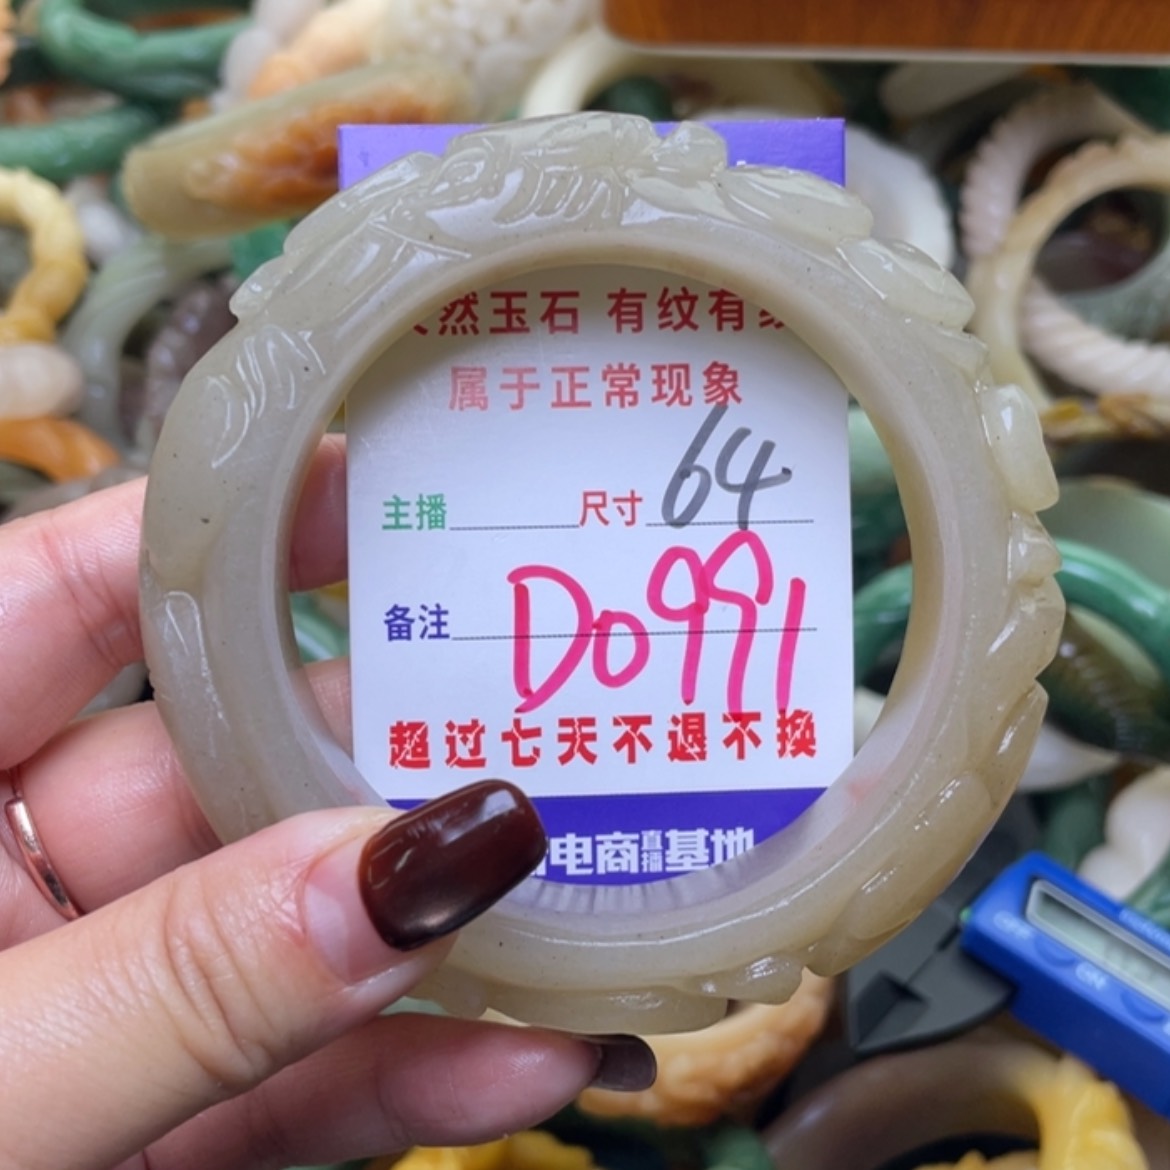 然玉石 有纹有
属于正常现象
主播 尺寸 64
备注 D0991
超过七天不退不换
电商直播基地